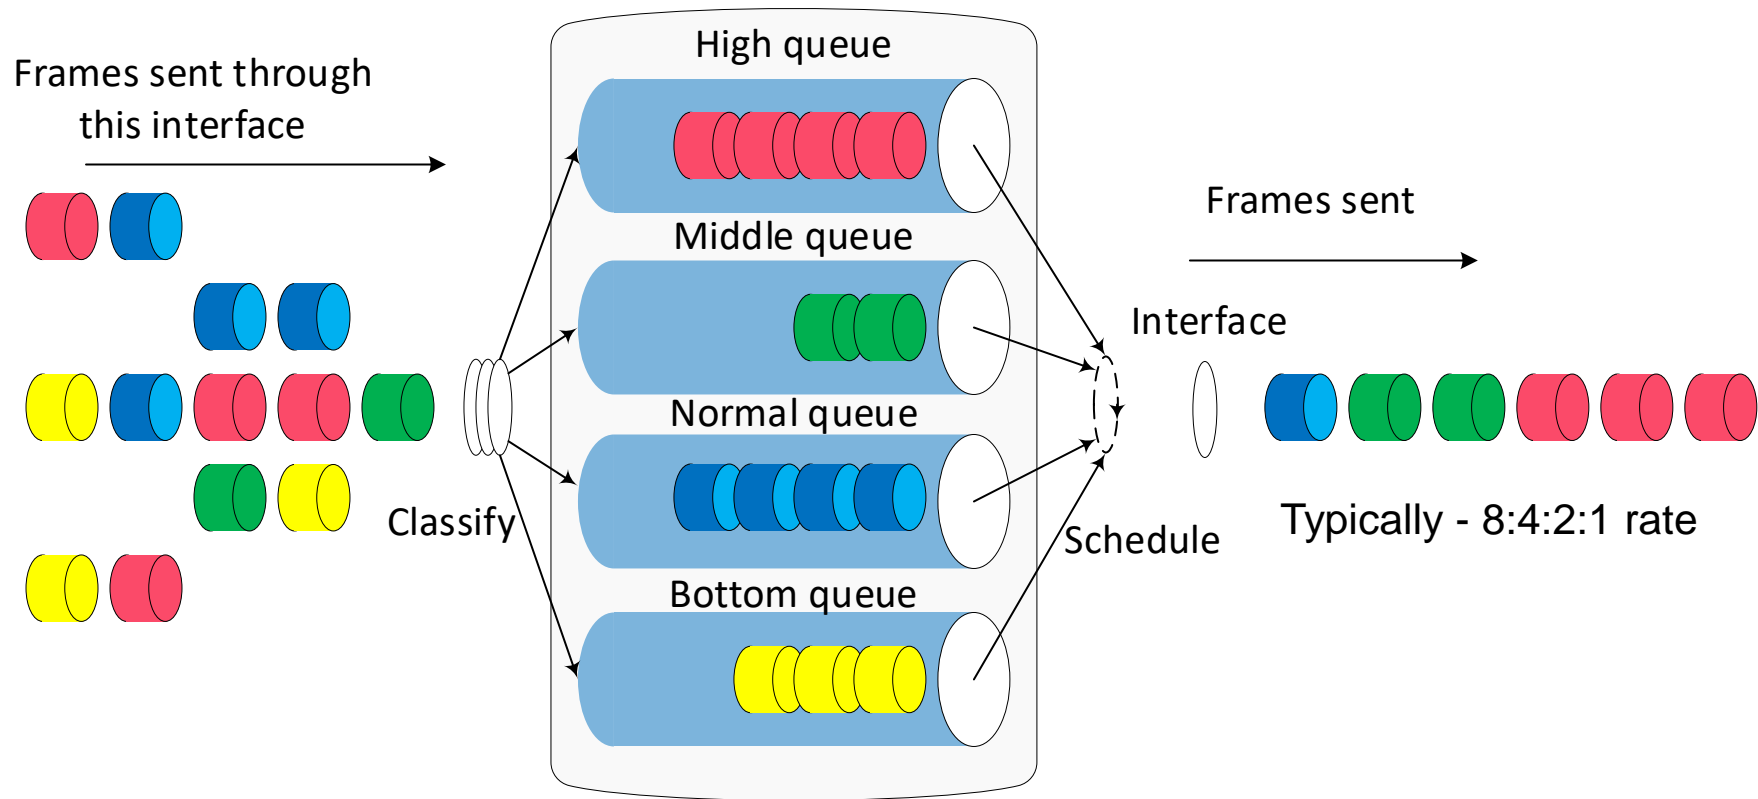 High queue
Frames sent through
this interface
Middle queue
Frames sent
Interface
Normal queue
Classify
Schedule
Typically - 8:4:2:1 rate
Bottom queue